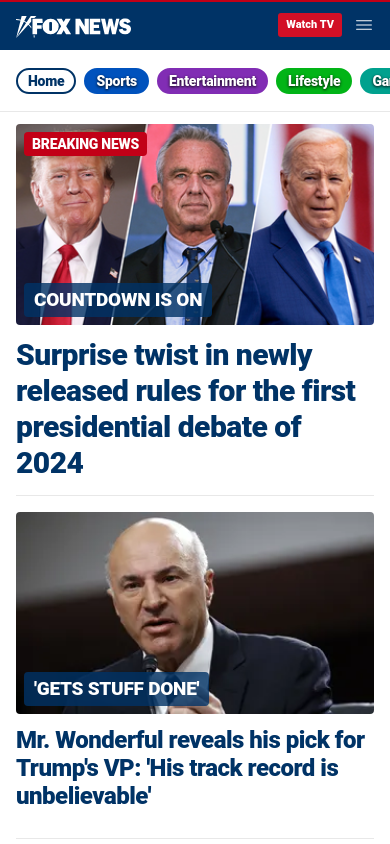 FOX NEWS
Watch TV
Home
Sports
Entertainment
Lifestyle
BREAKING NEWS
COUNTDOWN IS ON
Surprise twist in newly
released rules for the first
presidential debate of
2024
'GETS STUFF DONE'
Mr. Wonderful reveals his pick for
Trump's VP: 'His track record is
unbelievable'